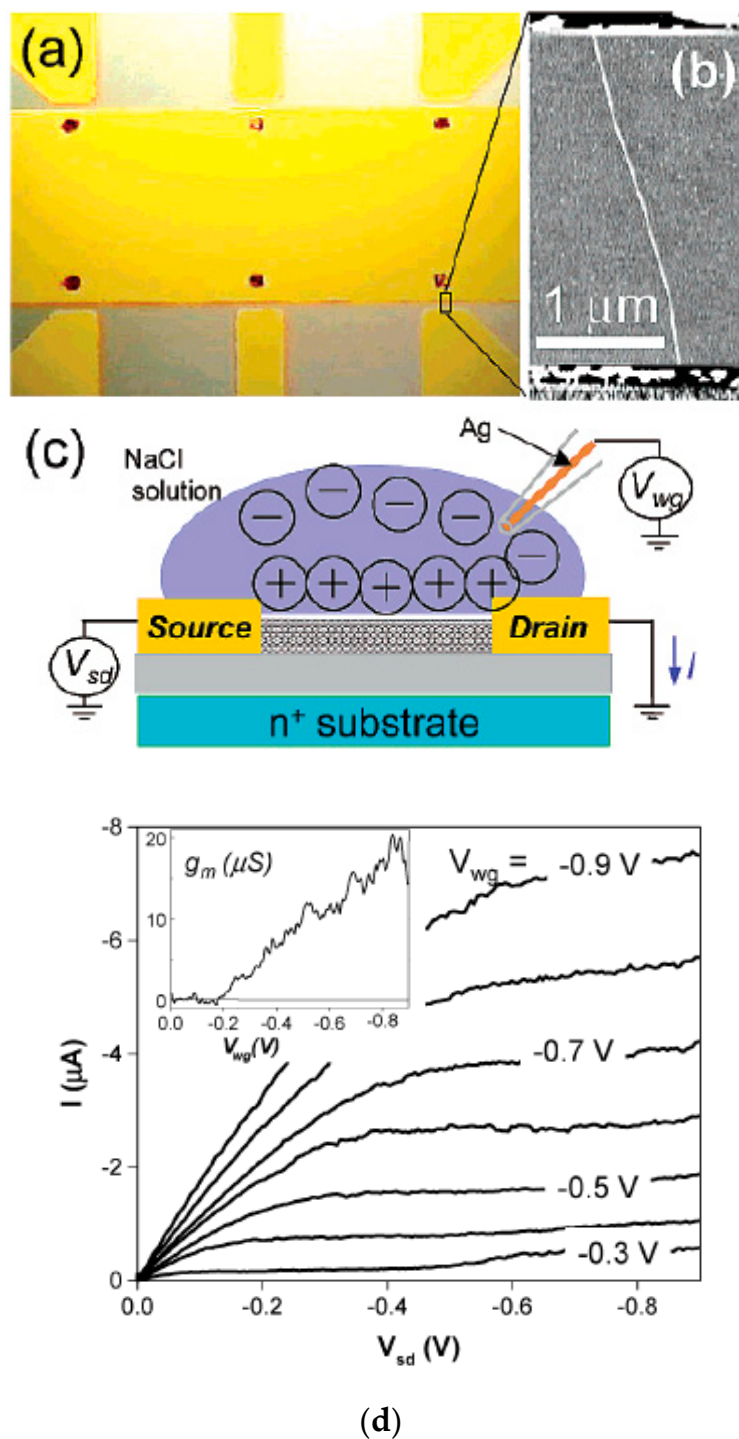 (a)
(b)
1 μm
(c)
NaCl
solution
Ag
V_wg
Source
Drain
V_sd
I
n⁺ substrate
-8
-6
-4
-2
0
I (μA)
20
10
0
g_m (μS)
0.0 -0.2 -0.4 -0.6 -0.8
V_wg(V)
V_wg = -0.9 V
-0.7 V
-0.5 V
-0.3 V
0.0 -0.2 -0.4 -0.6 -0.8
V_sd (V)
(d)